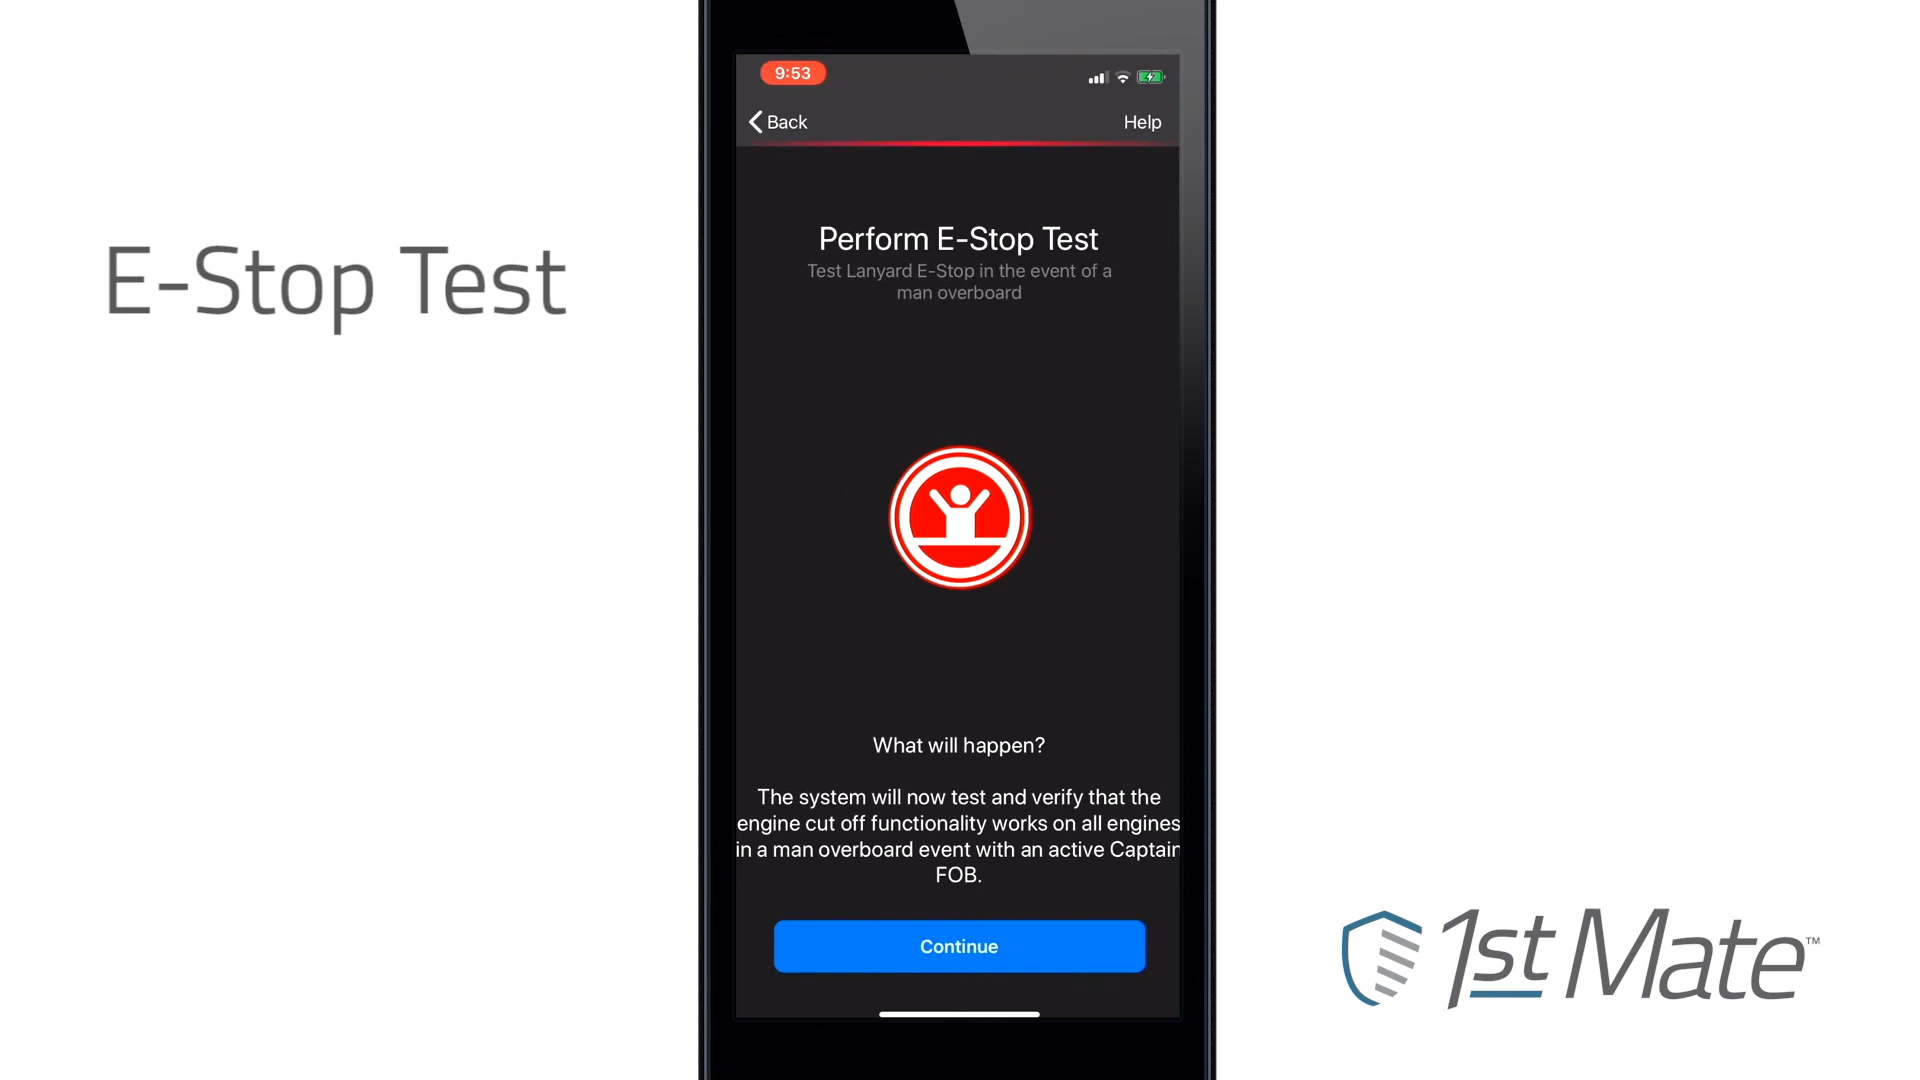 E-Stop Test
9:53
Back
Help
Perform E-Stop Test
Test Lanyard E-Stop in the event of a
man overboard
What will happen?
The system will now test and verify that the
engine cut off functionality works on all engines
in a man overboard event with an active Captain
FOB.
Continue
1st Mate™